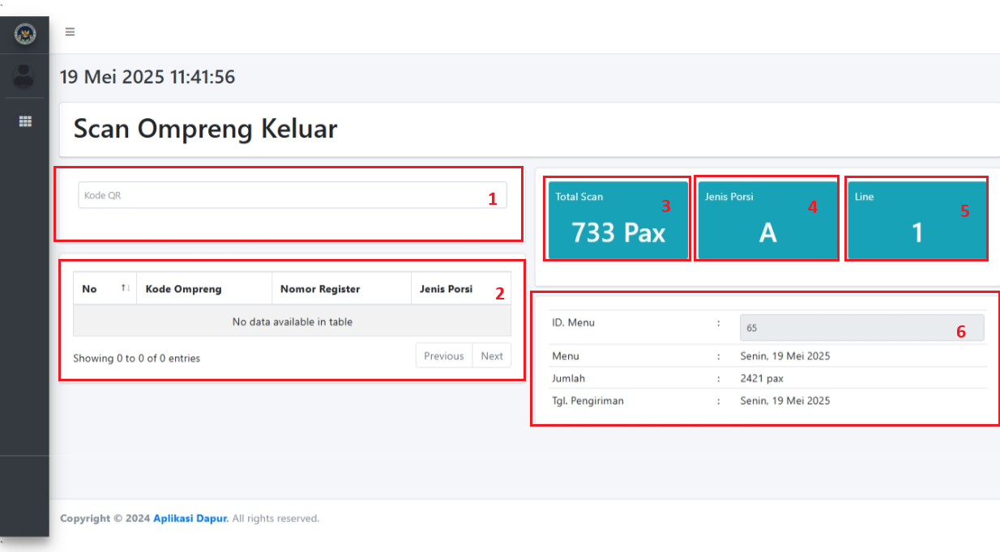 19 Mei 2025 11:41:56
Scan Ompreng Keluar
Kode QR
1
Total Scan
3
733 Pax
Jenis Porsi
4
A
Line
5
1
No Kode Ompreng Nomor Register Jenis Porsi
2
No data available in table
Showing 0 to 0 of 0 entries
Previous Next
ID. Menu : 65
6
Menu : Senin, 19 Mei 2025
Jumlah : 2421 pax
Tgl. Pengiriman : Senin, 19 Mei 2025
Copyright © 2024 Aplikasi Dapur. All rights reserved.